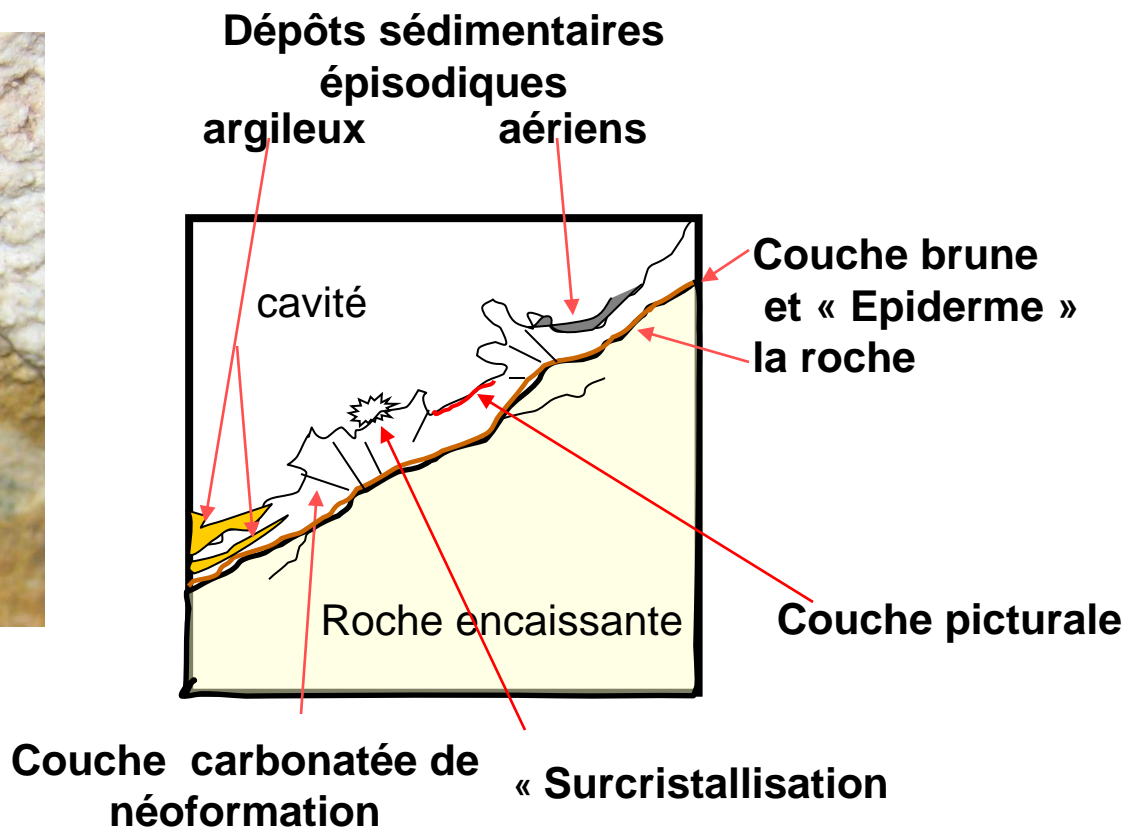 Dépôts sédimentaires
épisodiques
argileux aériens
cavité
Couche brune
et « Epiderme »
la roche
Roche encaissante
Couche picturale
Couche carbonatée de
néoformation
« Surcristallisation